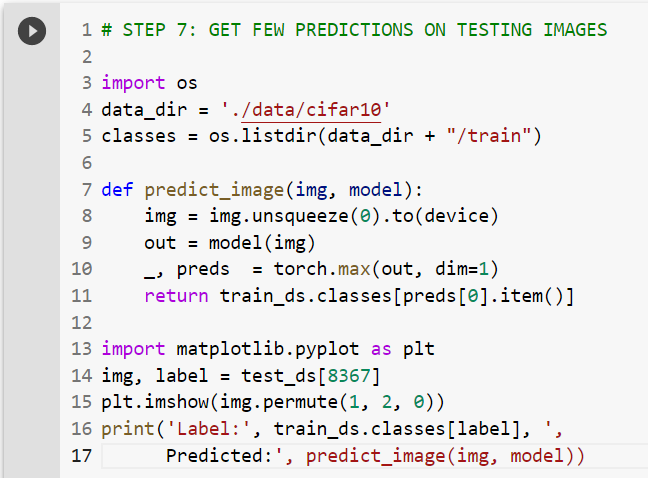 1 # STEP 7: GET FEW PREDICTIONS ON TESTING IMAGES
2
3 import os
4 data_dir = './data/cifar10'
5 classes = os.listdir(data_dir + "/train")
6
7 def predict_image(img, model):
8     img = img.unsqueeze(0).to(device)
9     out = model(img)
10     _, preds  = torch.max(out, dim=1)
11     return train_ds.classes[preds[0].item()]
12
13 import matplotlib.pyplot as plt
14 img, label = test_ds[8367]
15 plt.imshow(img.permute(1, 2, 0))
16 print('Label:', train_ds.classes[label], ',
17       Predicted:', predict_image(img, model))